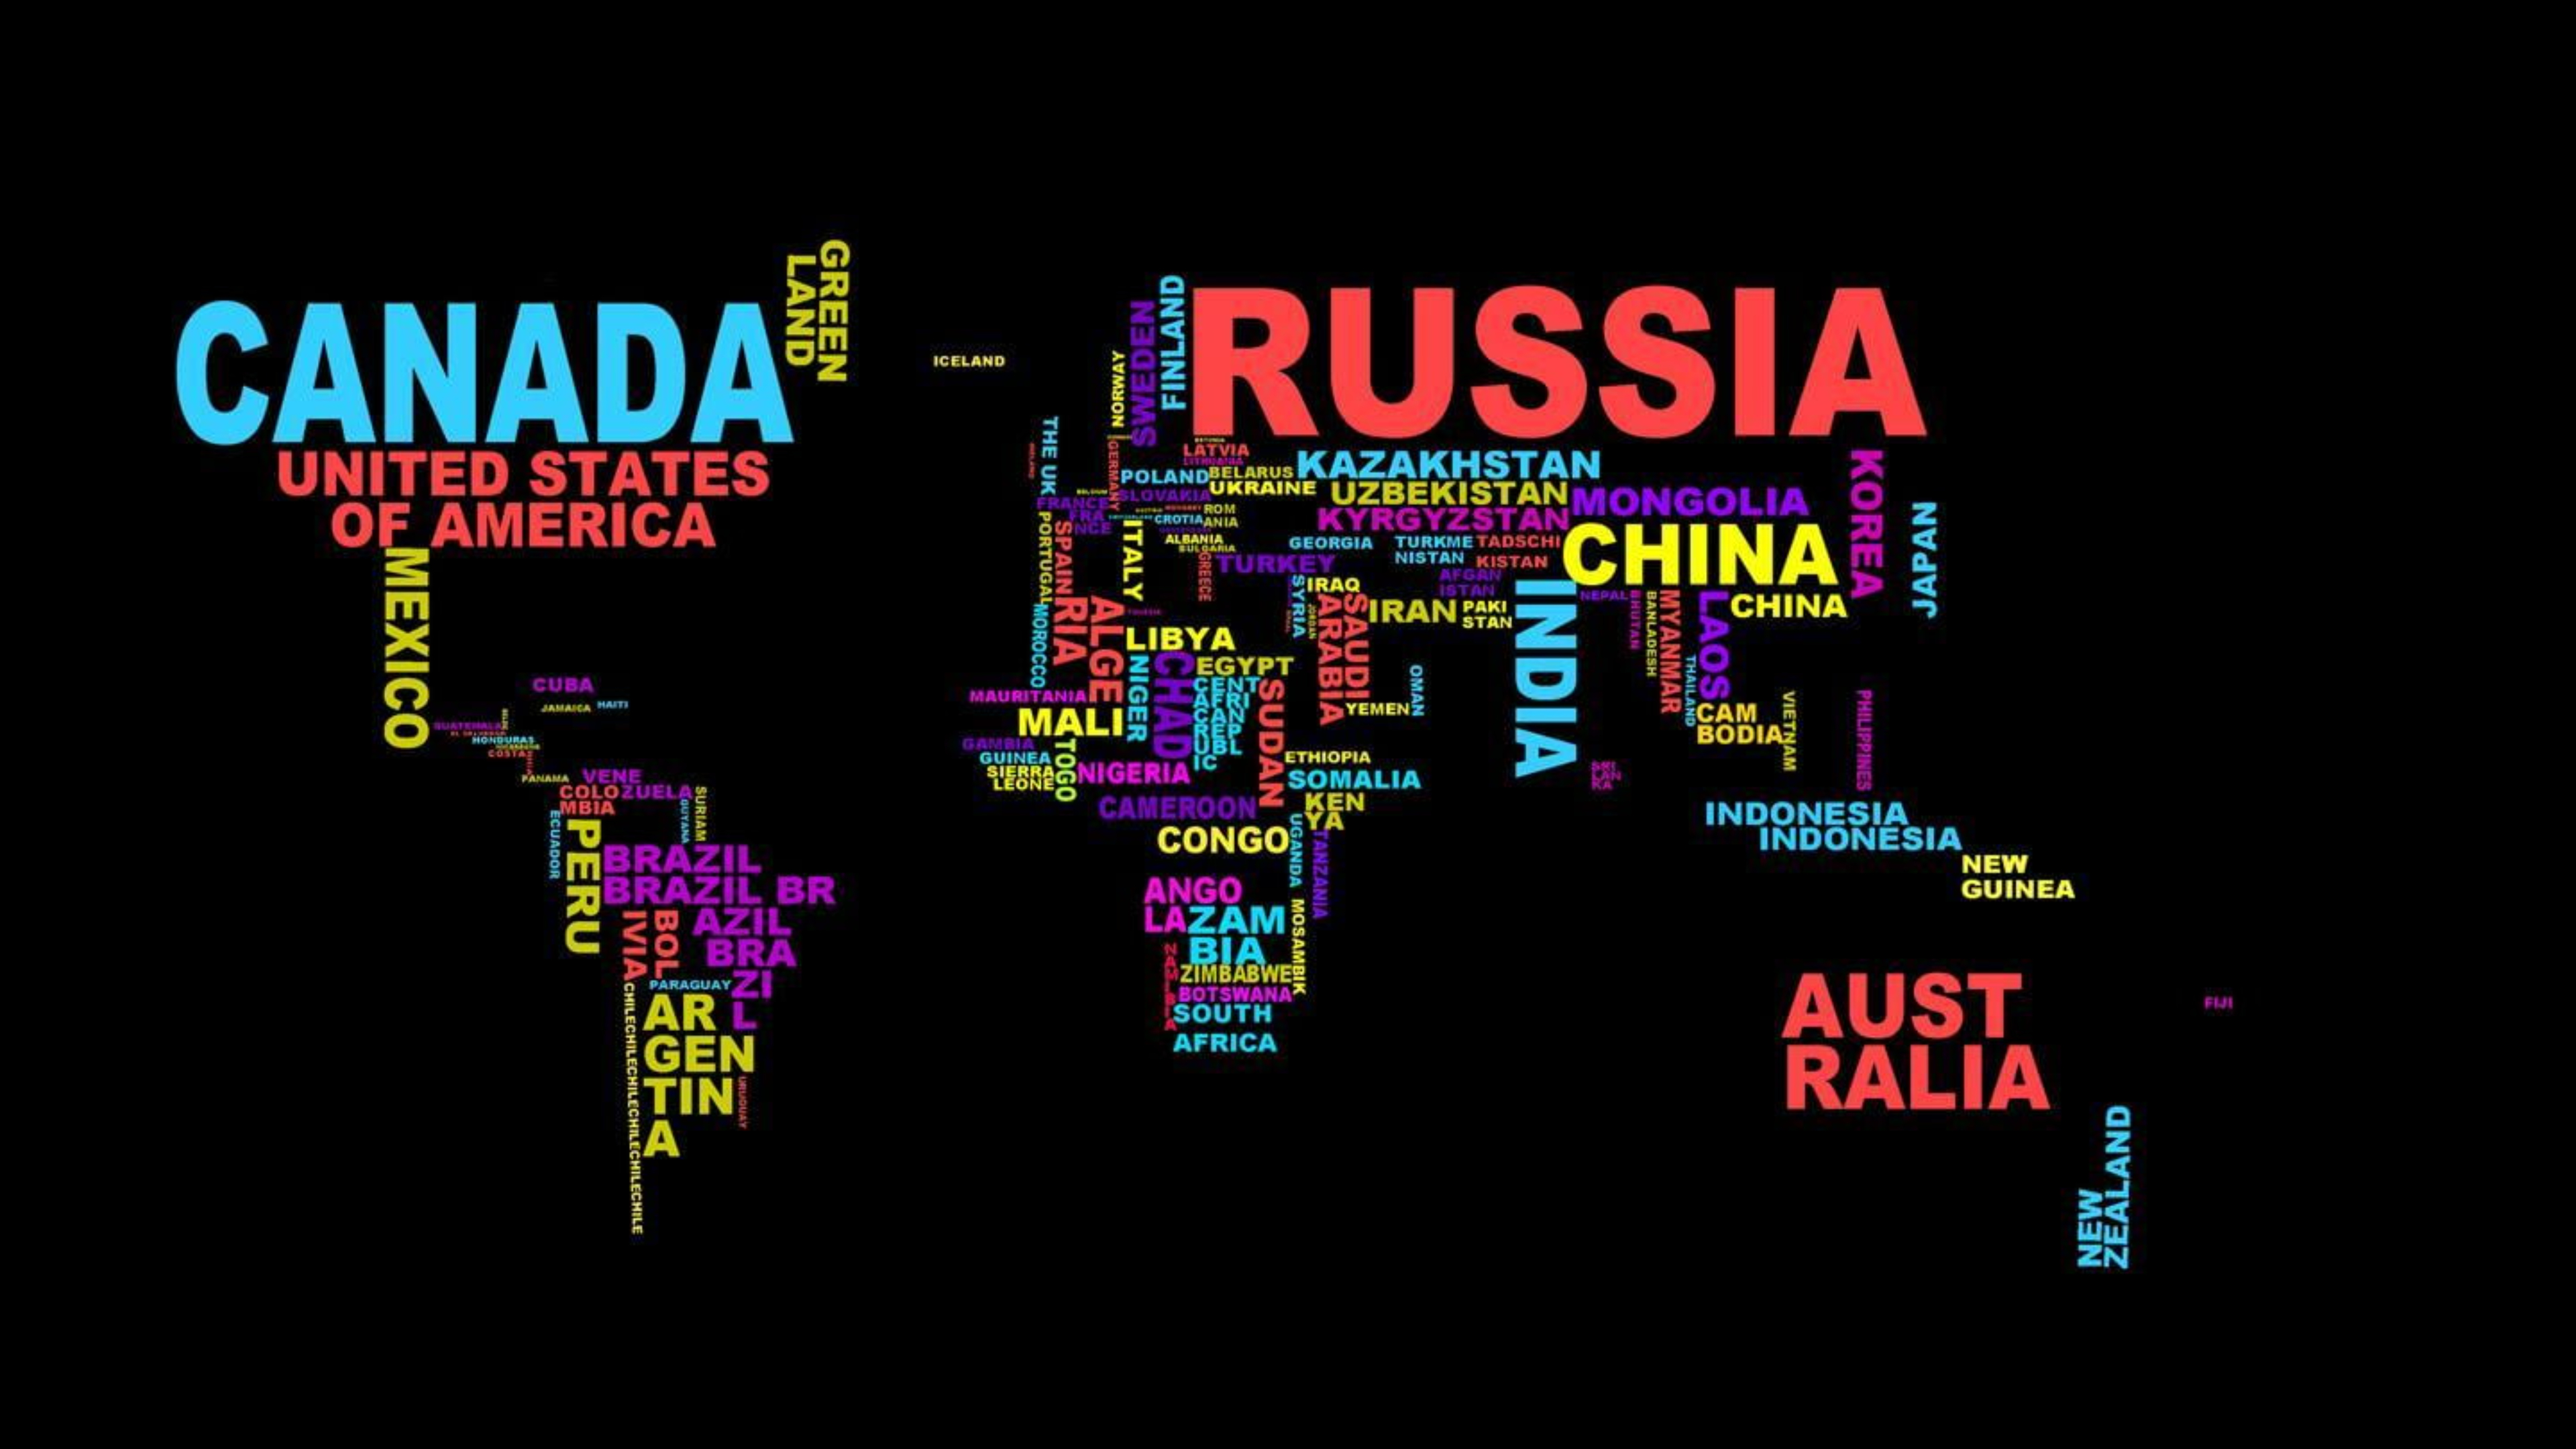 GREEN
LAND
CANADA
UNITED STATES
OF AMERICA
MEXICO
CUBA
JAMAICA
HAITI
GUATEMALA
HONDURAS
COSTA
PANAMA
VENE
ZUELA
COLO
MBIA
GUYANA
SURIAM
ECUADOR
PERU
BRAZIL
BRAZIL BR
AZIL
BRA
ZI
L
BOL
IVIA
PARAGUAY
CHILECHILECHILECHILECHILECHILE
AR
GEN
TIN
A
URUGUAY
ICELAND
NORWAY
SWEDEN
FINLAND
RUSSIA
THE UK
GERMANY
LATVIA
POLAND
BELARUS
SLOVAKIA
UKRAINE
FRANCE
FRA
NCE
CROTIA
ROM
ANIA
PORTUGAL
SPAIN
ITALY
ALBANIA
BULGARIA
GREECE
TURKEY
KAZAKHSTAN
UZBEKISTAN
KYRGYZSTAN
GEORGIA
TURKME
NISTAN
TADSCHI
KISTAN
AFGAN
ISTAN
MONGOLIA
CHINA
CHINA
KOREA
JAPAN
SYRIA
IRAQ
JORDAN
SAUDI
ARABIA
IRAN
PAKI
STAN
OMAN
YEMEN
INDIA
NEPAL
BHUTAN
BANLADESH
MYANMAR
THAILAND
LAOS
CAM
BODIA
VIETNAM
PHILIPPINES
SRI
LAN
KA
INDONESIA
INDONESIA
NEW
GUINEA
MOROCCO
ALGE
RIA
LIBYA
EGYPT
MAURITANIA
MALI
NIGER
CHAD
CENT
AFRI
CAN
REP
UBL
IC
SUDAN
GAMBIA
GUINEA
SIERRA
LEONE
TOGO
NIGERIA
ETHIOPIA
SOMALIA
CAMEROON
KEN
YA
CONGO
UGANDA
TANZANIA
ANGO
LA
ZAM
BIA
MOSAMBIK
NAMIBIA
ZIMBABWE
BOTSWANA
SOUTH
AFRICA
AUST
RALIA
FIJI
NEW
ZEALAND